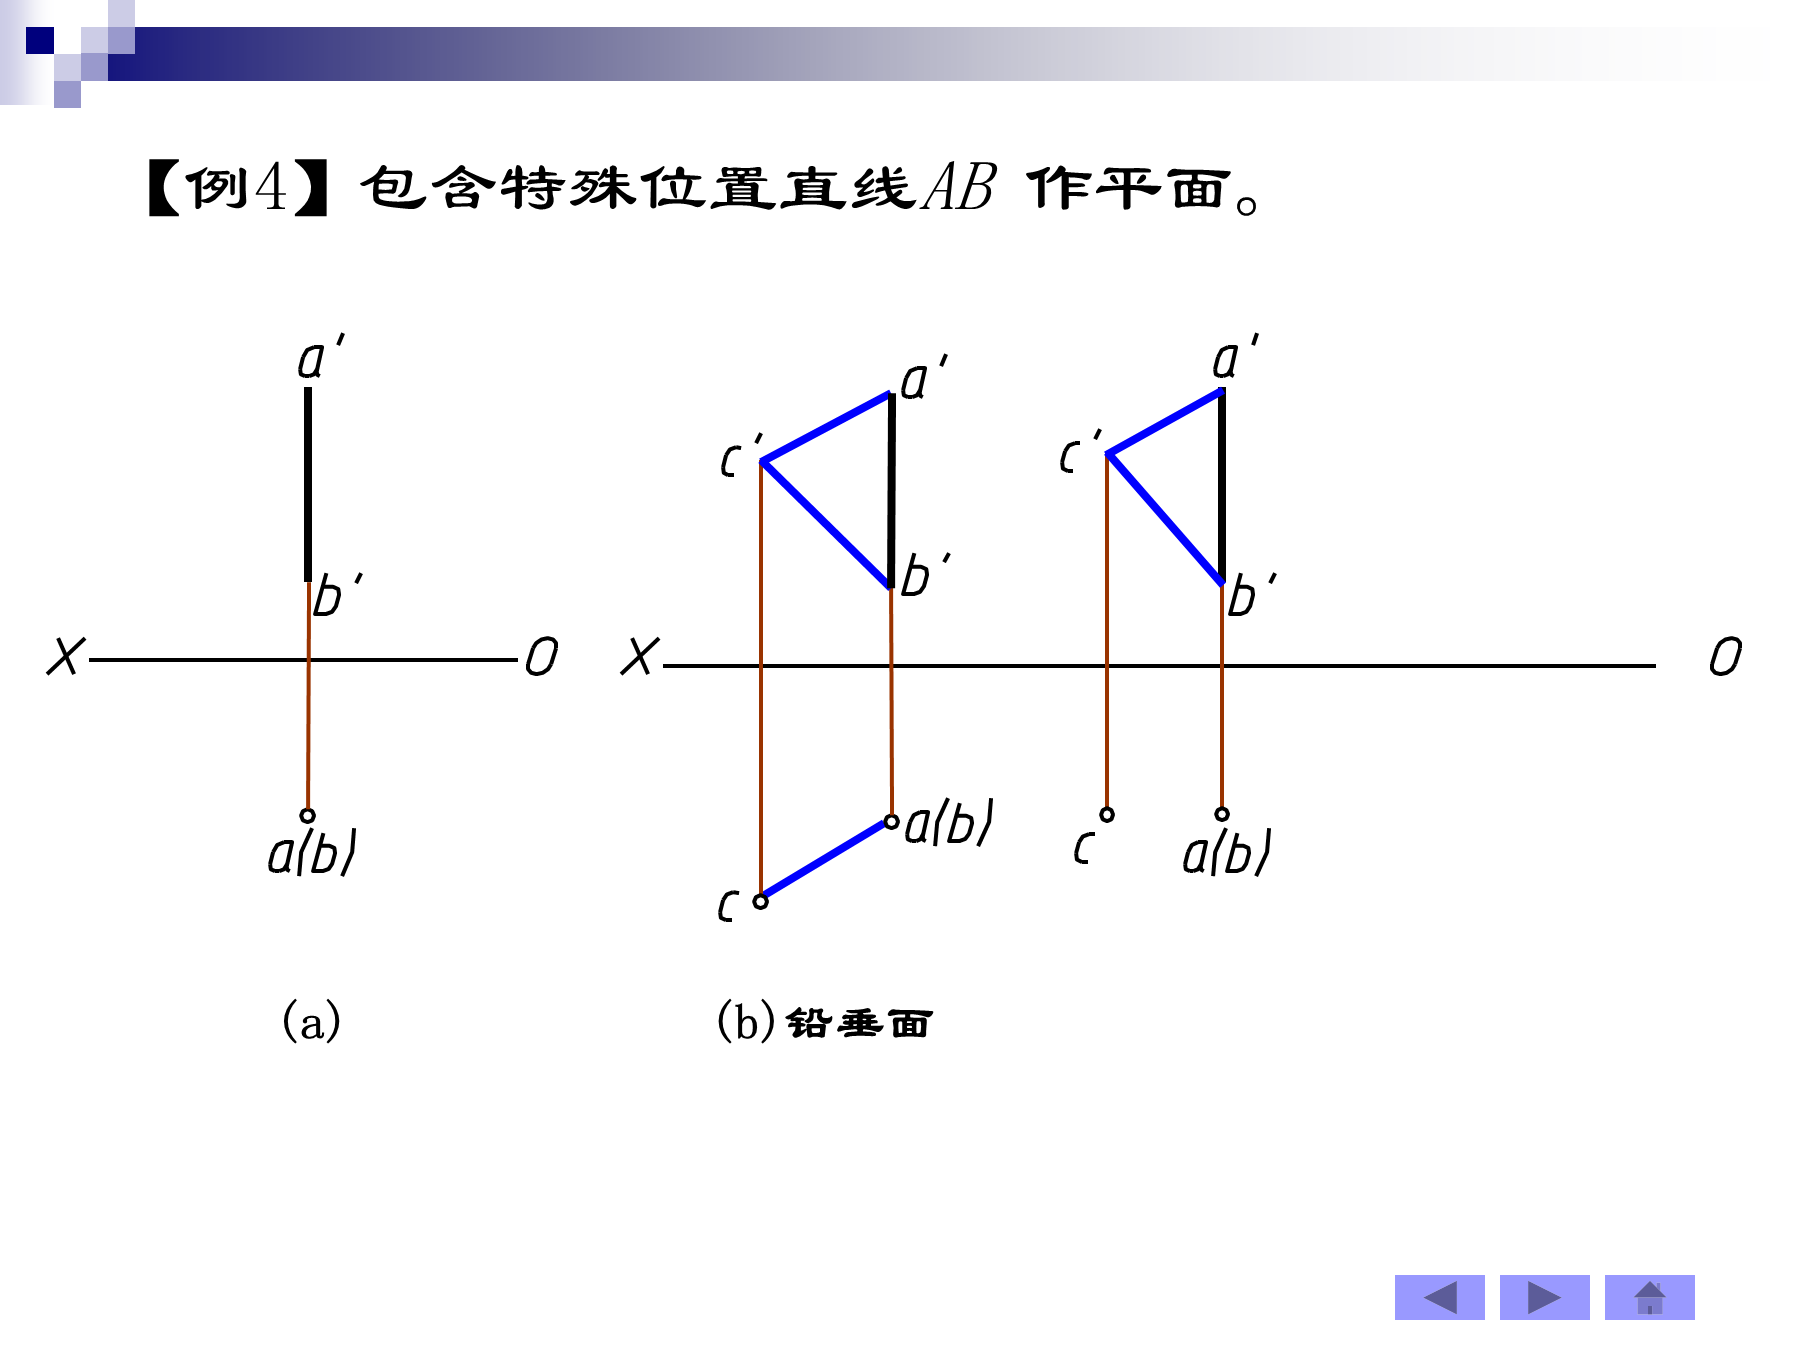 【例4】包含特殊位置直线AB 作平面。
a′ a′ a′
c′ c′
b′ b′ b′
X O X O
a(b) a(b) c a(b)
c
(a) (b)铅垂面